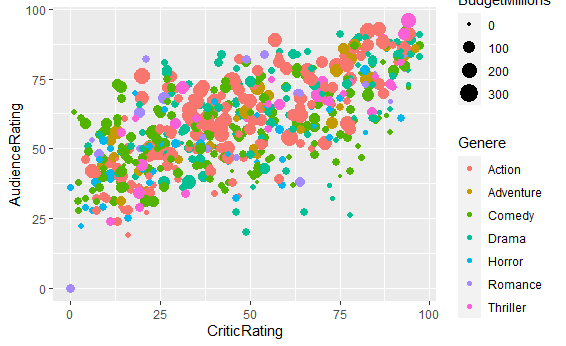 BudgetMillions
0
100
200
300
Genere
Action
Adventure
Comedy
Drama
Horror
Romance
Thriller
AudienceRating
100
75
50
25
0
0
25
50
75
100
CriticRating